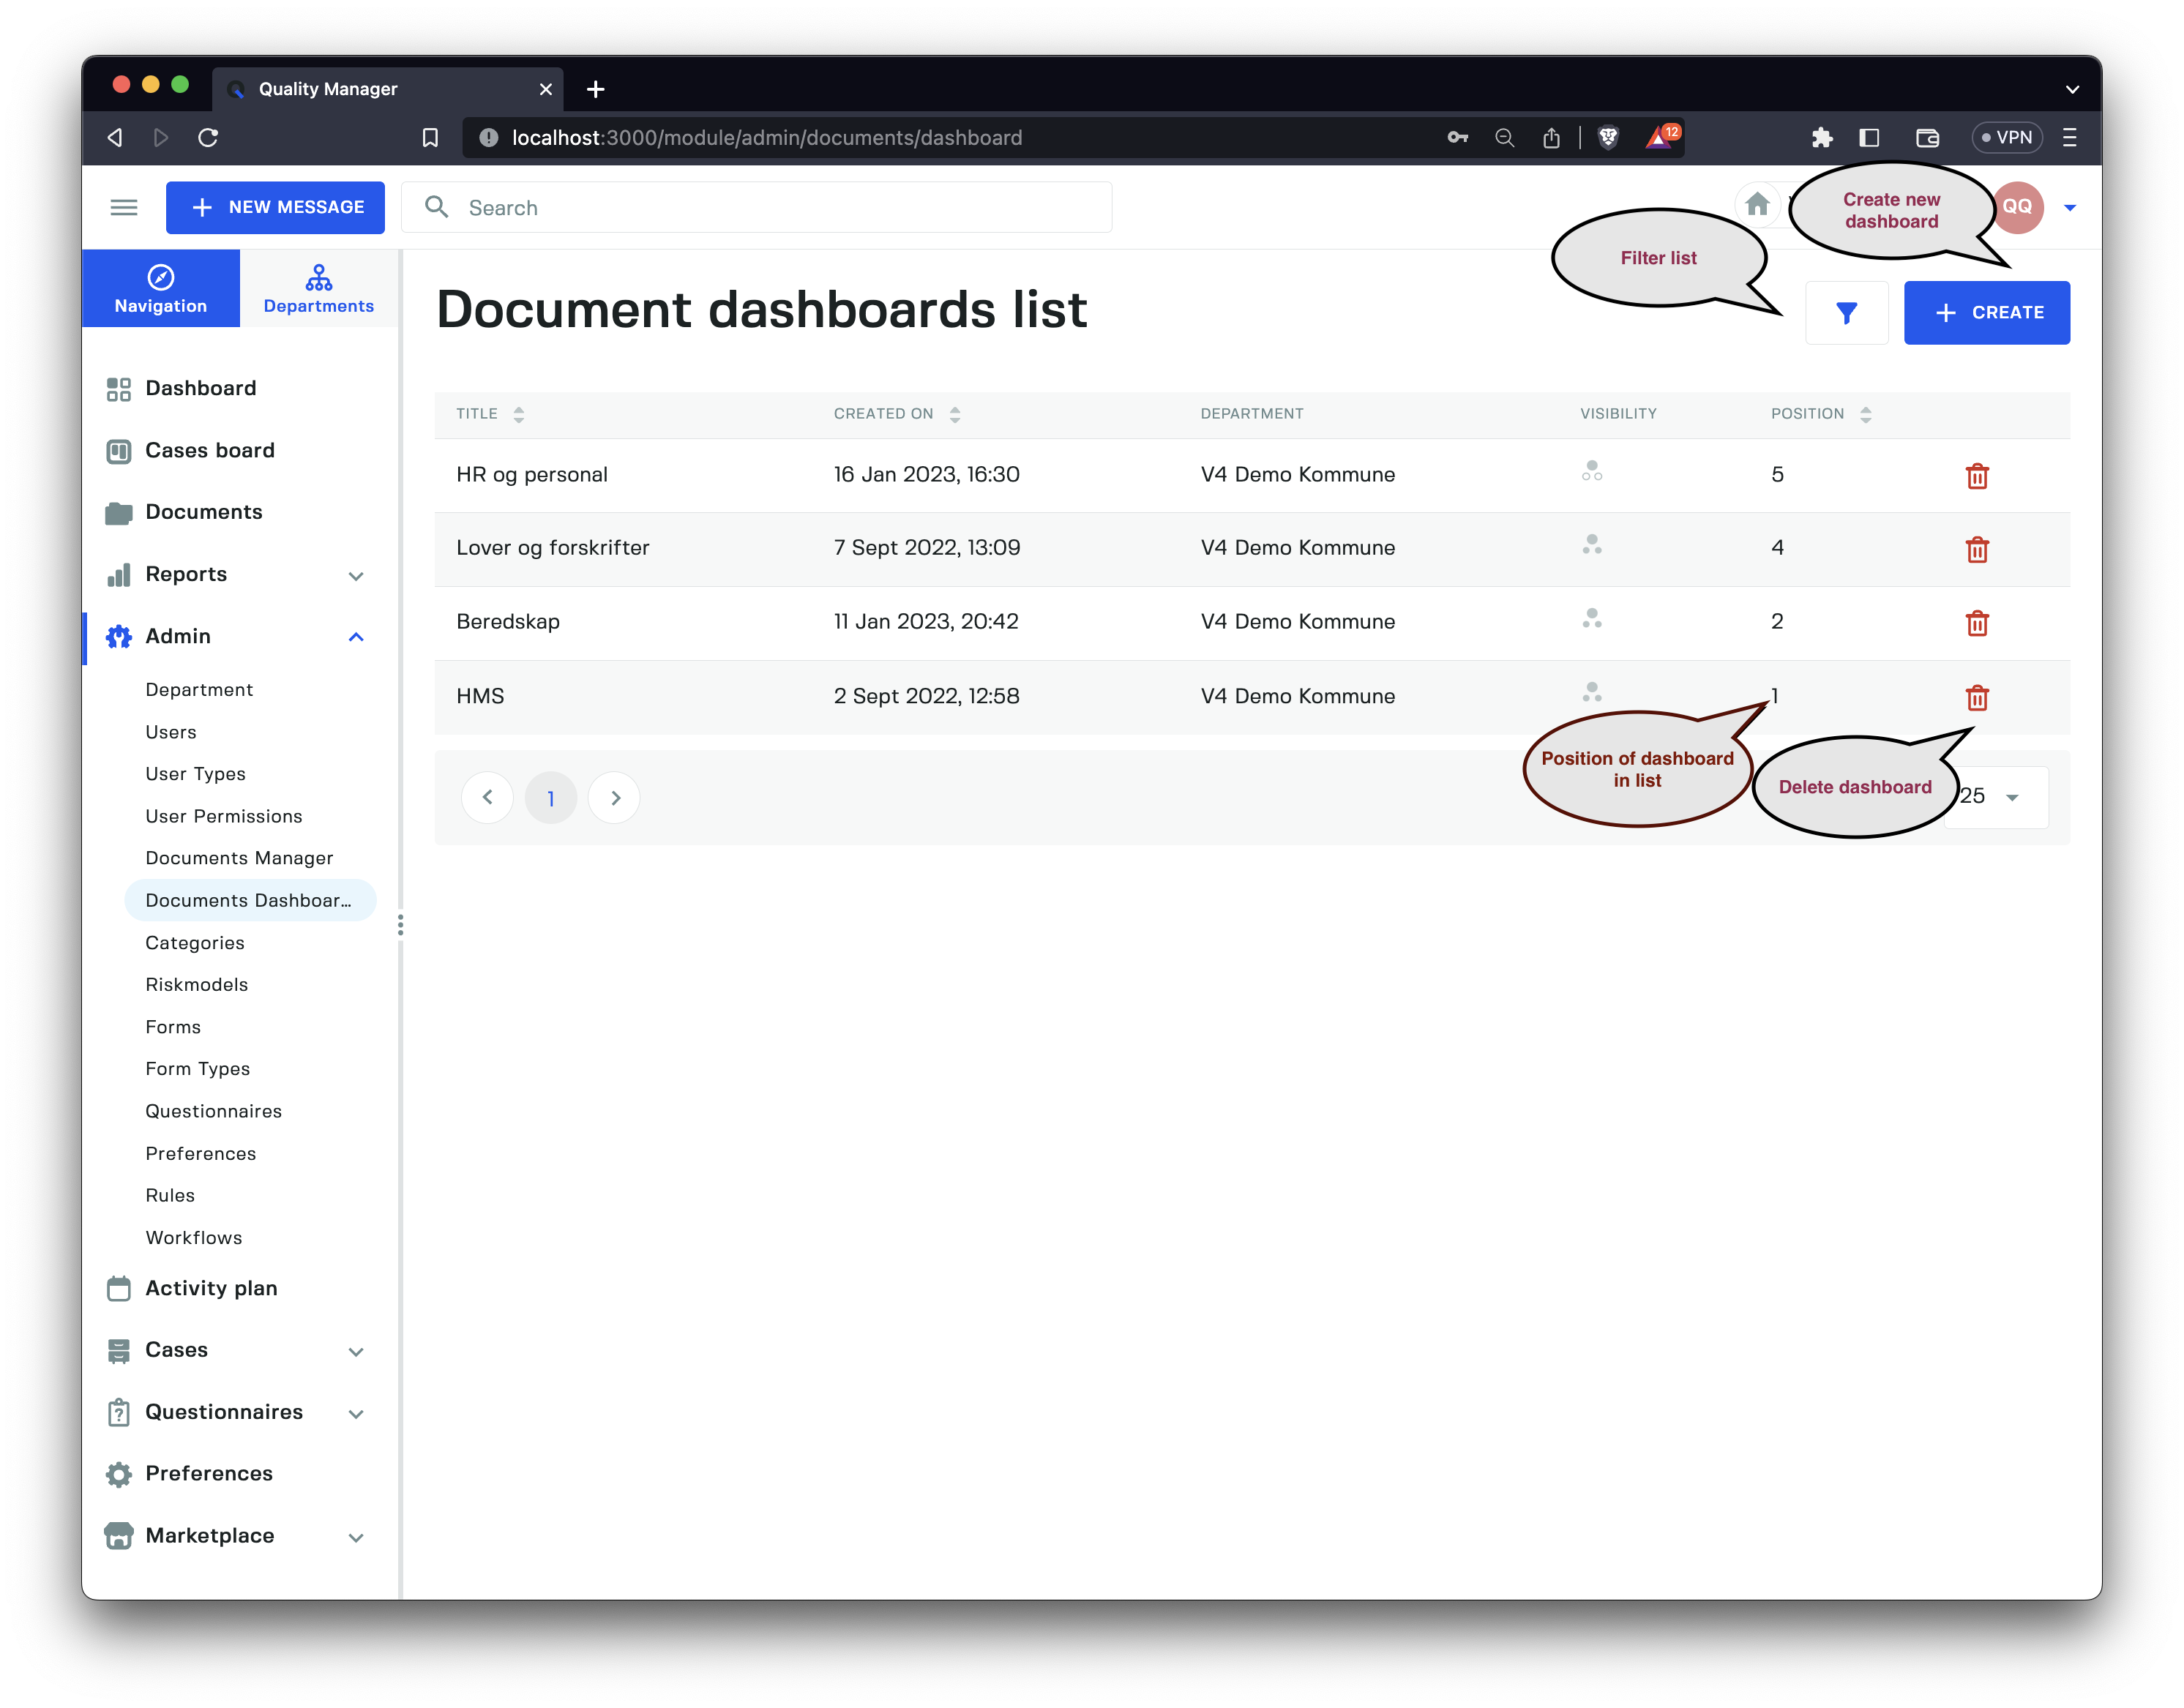 Quality Manager
localhost:3000/module/admin/documents/dashboard
12
VPN
NEW MESSAGE
Search
Create new
dashboard
QQ
Filter list
Navigation
Departments
Document dashboards list
CREATE
TITLE CREATED ON DEPARTMENT VISIBILITY POSITION
HR og personal 16 Jan 2023, 16:30 V4 Demo Kommune 5
Lover og forskrifter 7 Sept 2022, 13:09 V4 Demo Kommune 4
Beredskap 11 Jan 2023, 20:42 V4 Demo Kommune 2
HMS 2 Sept 2022, 12:58 V4 Demo Kommune 1
Position of dashboard
in list
Delete dashboard
1
25
Dashboard
Cases board
Documents
Reports
Admin
Department
Users
User Types
User Permissions
Documents Manager
Documents Dashboar...
Categories
Riskmodels
Forms
Form Types
Questionnaires
Preferences
Rules
Workflows
Activity plan
Cases
Questionnaires
Preferences
Marketplace